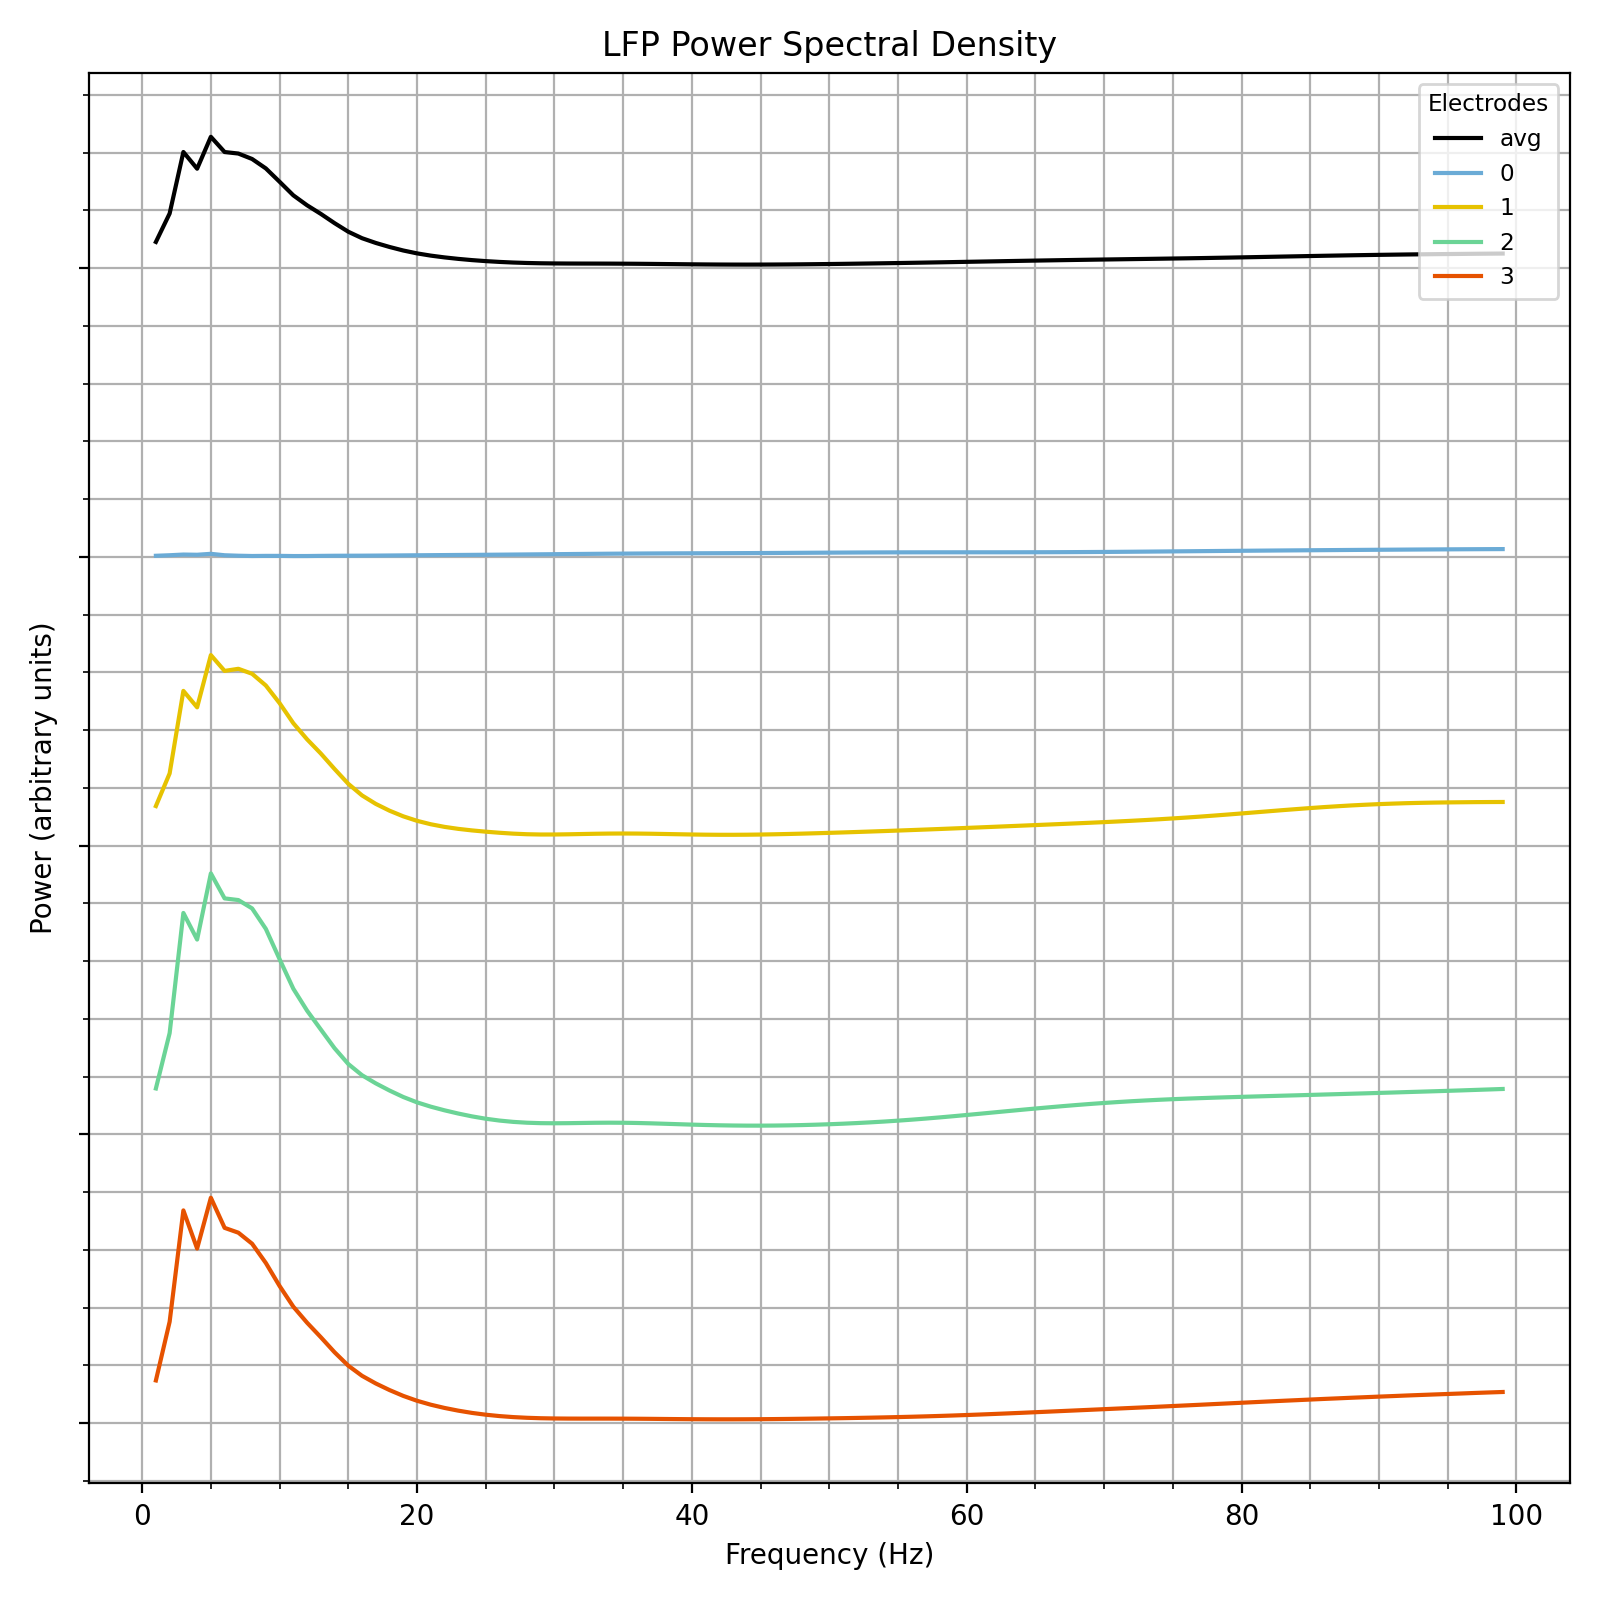 LFP Power Spectral Density
Electrodes
avg
0
1
2
3
Power (arbitrary units)
0 20 40 60 80 100
Frequency (Hz)